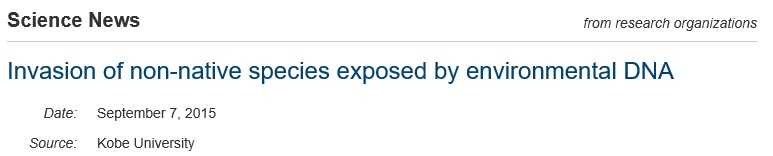 Science News
from research organizations
Invasion of non-native species exposed by environmental DNA
Date: September 7, 2015
Source: Kobe University